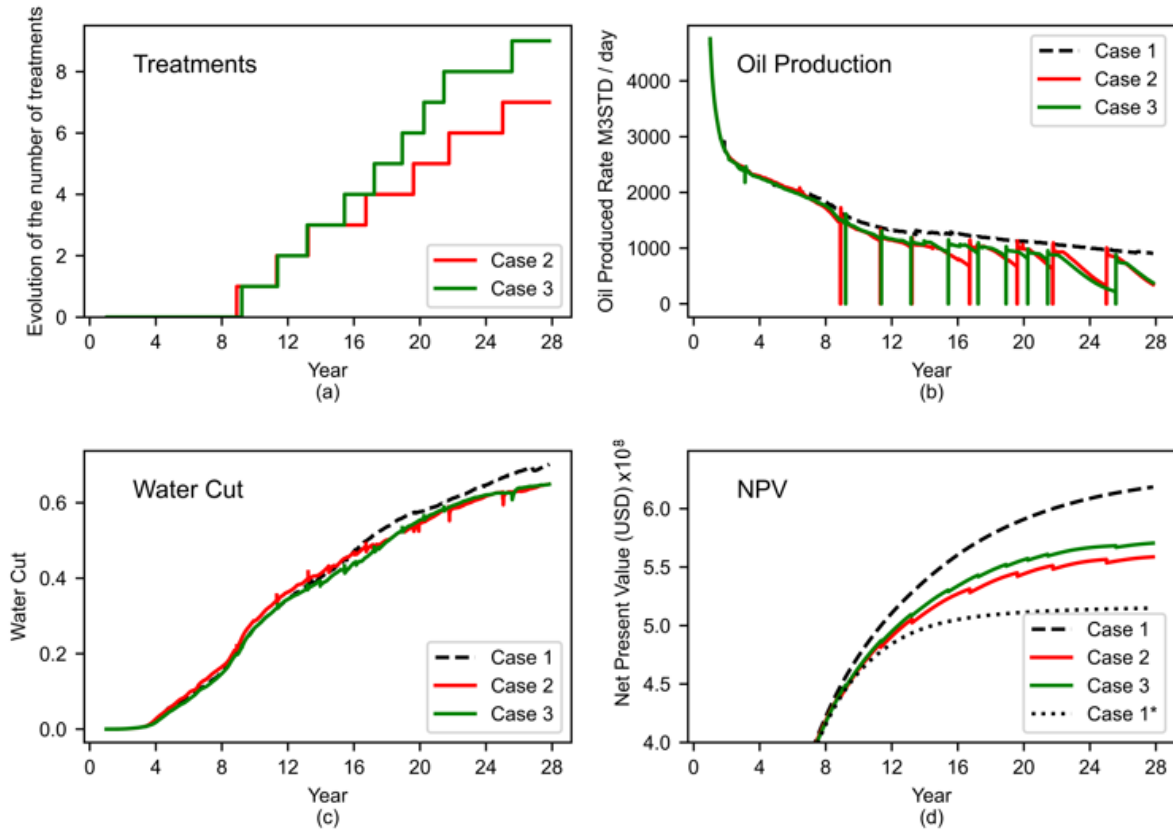 Evolution of the number of treatments
8
6
4
2
0
Treatments
Case 2
Case 3
0 4 8 12 16 20 24 28
Year
(a)
Oil Produced Rate M3STD / day
4000
3000
2000
1000
0
Oil Production
Case 1
Case 2
Case 3
0 4 8 12 16 20 24 28
Year
(b)
Water Cut
0.6
0.4
0.2
0.0
Water Cut
Case 1
Case 2
Case 3
0 4 8 12 16 20 24 28
Year
(c)
Net Present Value (USD) x10⁸
6.0
5.5
5.0
4.5
4.0
NPV
Case 1
Case 2
Case 3
Case 1*
0 4 8 12 16 20 24 28
Year
(d)